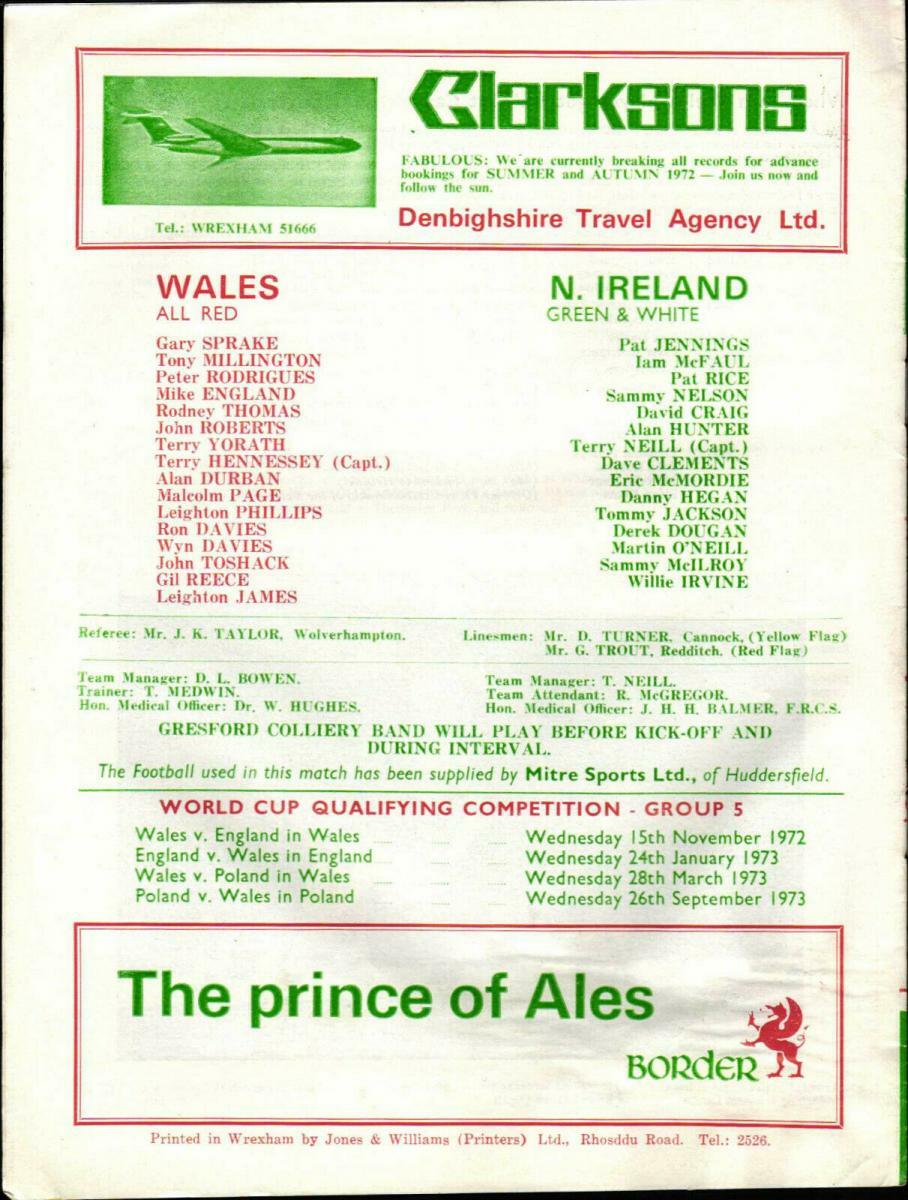 Clarksons
FABULOUS: We are currently breaking all records for advance
bookings for SUMMER and AUTUMN 1972 — Join us now and
follow the sun.
Tel.: WREXHAM 51666
Denbighshire Travel Agency Ltd.
WALES
ALL RED
Gary SPRAKE
Tony MILLINGTON
Peter RODRIGUES
Mike ENGLAND
Rodney THOMAS
John ROBERTS
Terry YORATH
Terry HENNESSEY (Capt.)
Alan DURBAN
Malcolm PAGE
Leighton PHILLIPS
Ron DAVIES
Wyn DAVIES
John TOSHACK
Gil REECE
Leighton JAMES
N. IRELAND
GREEN & WHITE
Pat JENNINGS
Iam McFAUL
Pat RICE
Sammy NELSON
David CRAIG
Alan HUNTER
Terry NEILL (Capt.)
Dave CLEMENTS
Eric McMORDIE
Danny HEGAN
Tommy JACKSON
Derek DOUGAN
Martin O'NEILL
Sammy McILROY
Willie IRVINE
Referee: Mr. J. K. TAYLOR, Wolverhampton.
Linesmen: Mr. D. TURNER, Cannock, (Yellow Flag)
Mr. G. TROUT, Redditch. (Red Flag)
Team Manager: D. L. BOWEN.
Trainer: T. MEDWIN.
Hon. Medical Officer: Dr. W. HUGHES.
Team Manager: T. NEILL.
Team Attendant: R. McGREGOR.
Hon. Medical Officer: J. H. H. BALMER, F.R.C.S.
GRESFORD COLLIERY BAND WILL PLAY BEFORE KICK-OFF AND
DURING INTERVAL.
The Football used in this match has been supplied by Mitre Sports Ltd., of Huddersfield.
WORLD CUP QUALIFYING COMPETITION - GROUP 5
Wales v. England in Wales ... ... ... Wednesday 15th November 1972
England v. Wales in England ... ... Wednesday 24th January 1973
Wales v. Poland in Wales ... ... ... Wednesday 28th March 1973
Poland v. Wales in Poland ... ... Wednesday 26th September 1973
The prince of Ales
BORDER
Printed in Wrexham by Jones & Williams (Printers) Ltd., Rhosddu Road. Tel.: 2526.